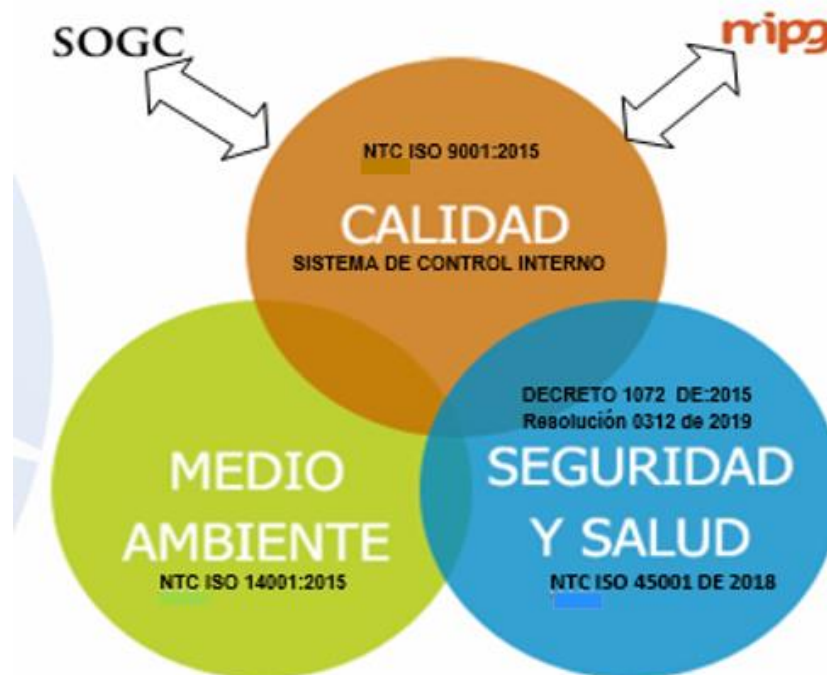 SOGC
mipg
NTC ISO 9001:2015
CALIDAD
SISTEMA DE CONTROL INTERNO
DECRETO 1072 DE:2015
Resolución 0312 de 2019
MEDIO
AMBIENTE
NTC ISO 14001:2015
SEGURIDAD
Y SALUD
NTC ISO 45001 DE 2018